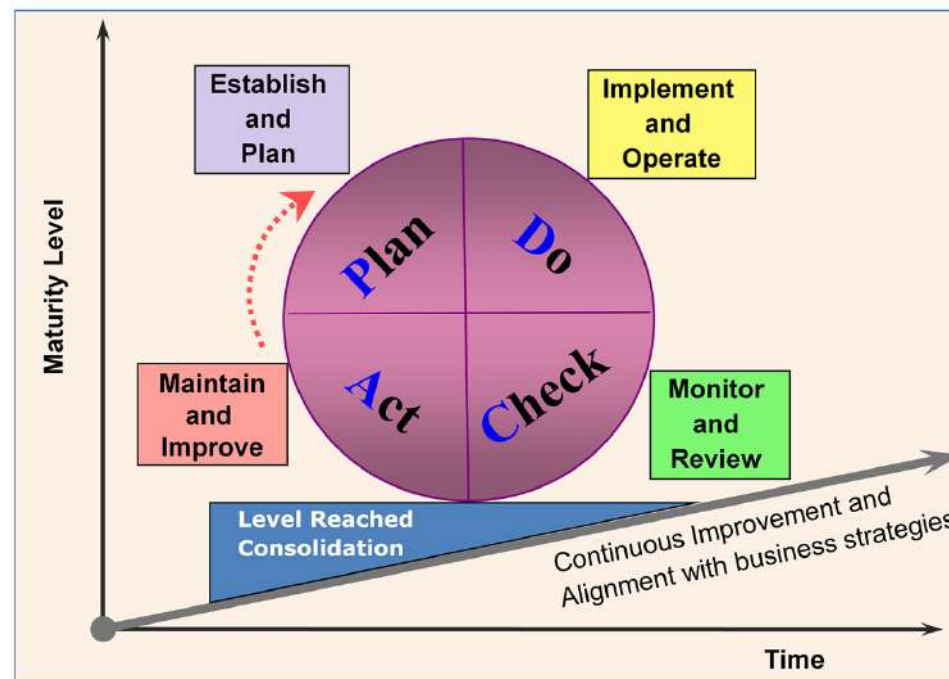 Establish
and
Plan
Implement
and
Operate
Maturity Level
Plan
Do
Act
Check
Maintain
and
Improve
Monitor
and
Review
Level Reached
Consolidation
Continuous Improvement and
Alignment with business strategies
Time